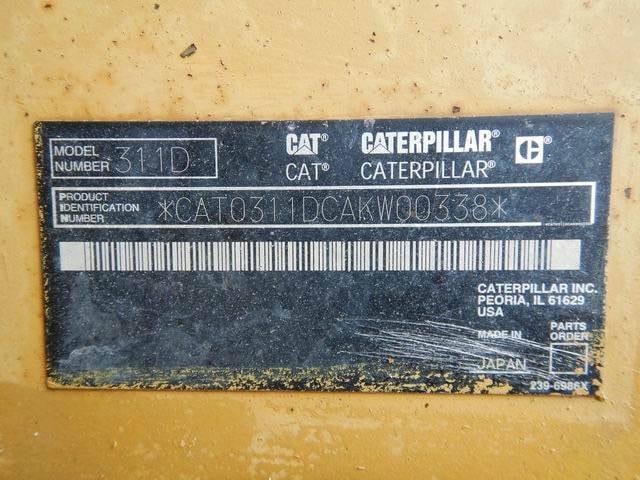 MODEL
NUMBER 311D
CAT® CATERPILLAR®
CAT® CATERPILLAR®
PRODUCT
IDENTIFICATION
NUMBER
*CAT0311DCAKW00338*
CATERPILLAR INC.
PEORIA, IL 61629
USA
MADE IN
JAPAN
PARTS
ORDER
239-6986X